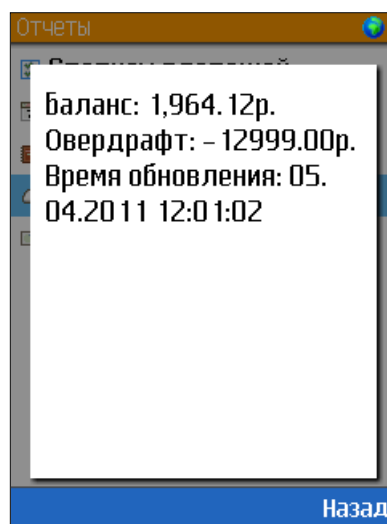 Отчеты
Баланс: 1,964.12р.
Овердрафт: -12999.00р.
Время обновления: 05.
04.2011 12:01:02
Назад